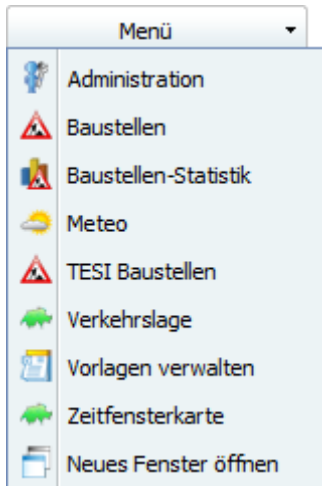 Menü
Administration
Baustellen
Baustellen-Statistik
Meteo
TESI Baustellen
Verkehrslage
Vorlagen verwalten
Zeitfensterkarte
Neues Fenster öffnen